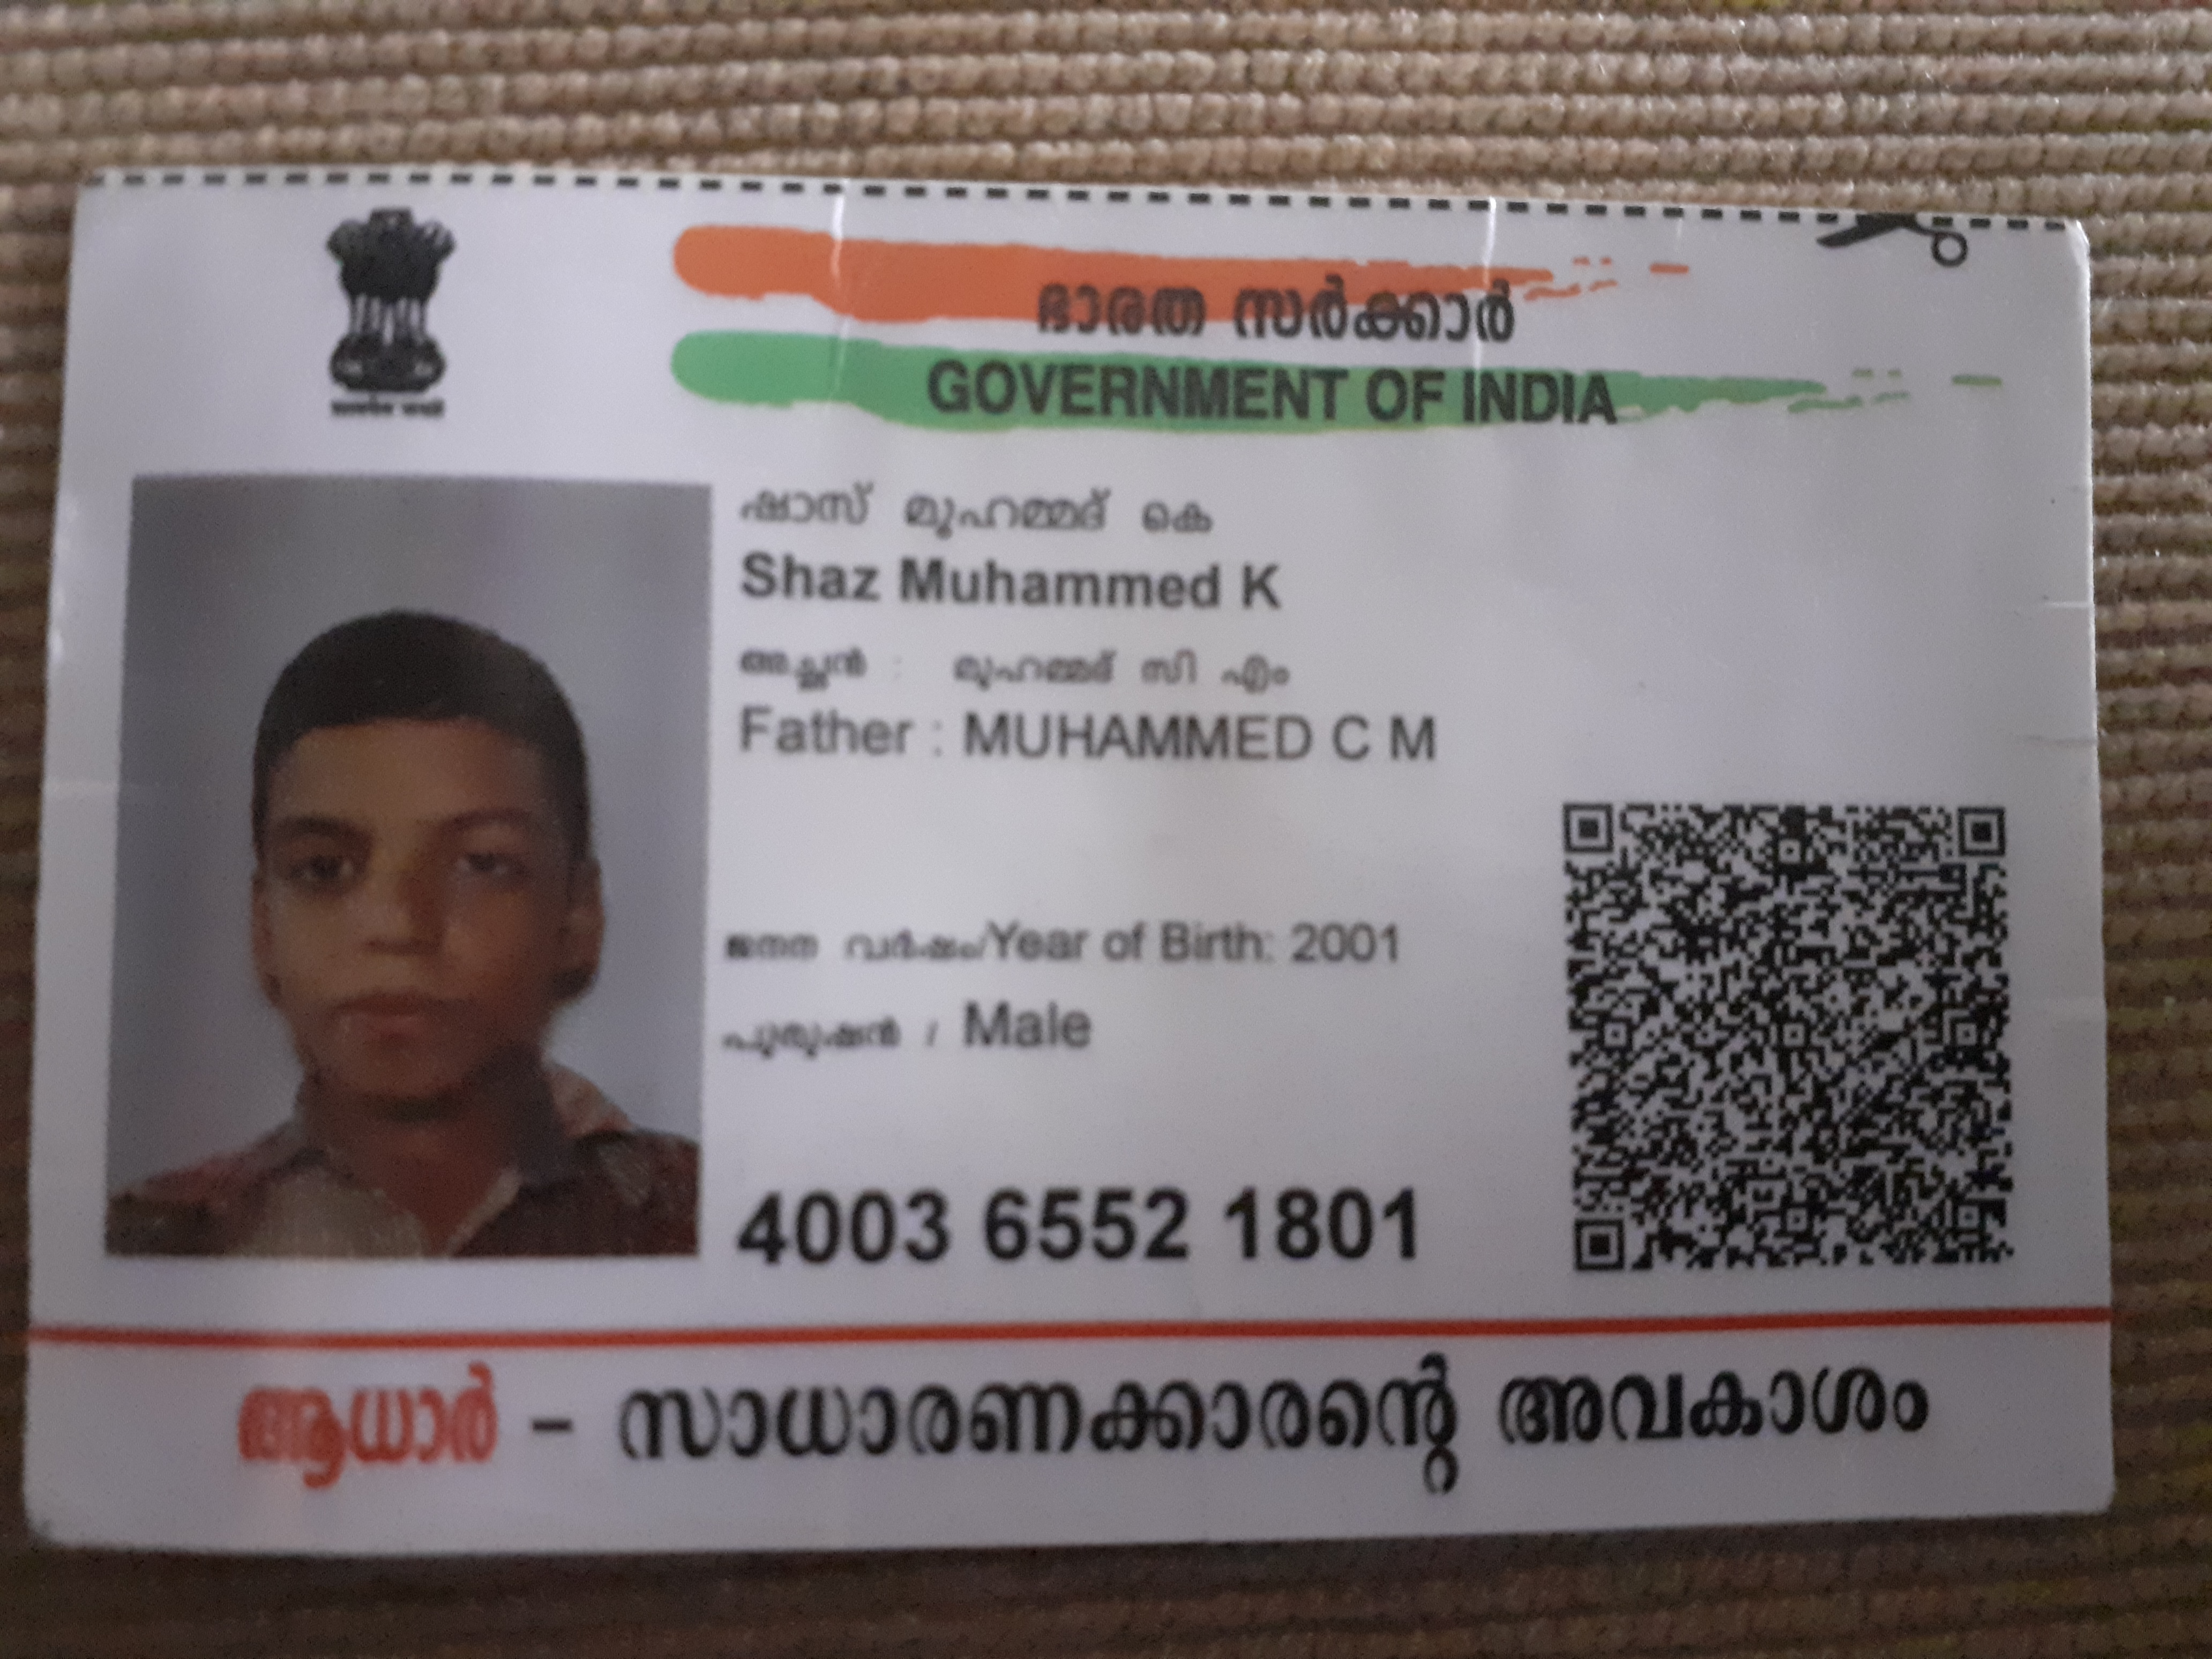 ഭാരത സർക്കാർ
GOVERNMENT OF INDIA
ഷാസ് മുഹമ്മദ് കെ
Shaz Muhammed K
അച്ഛൻ : മുഹമ്മദ് സി എം
Father : MUHAMMED C M
ജനന വർഷം/Year of Birth: 2001
പുരുഷൻ / Male
4003 6552 1801
ആധാർ - സാധാരണക്കാരന്റെ അവകാശം